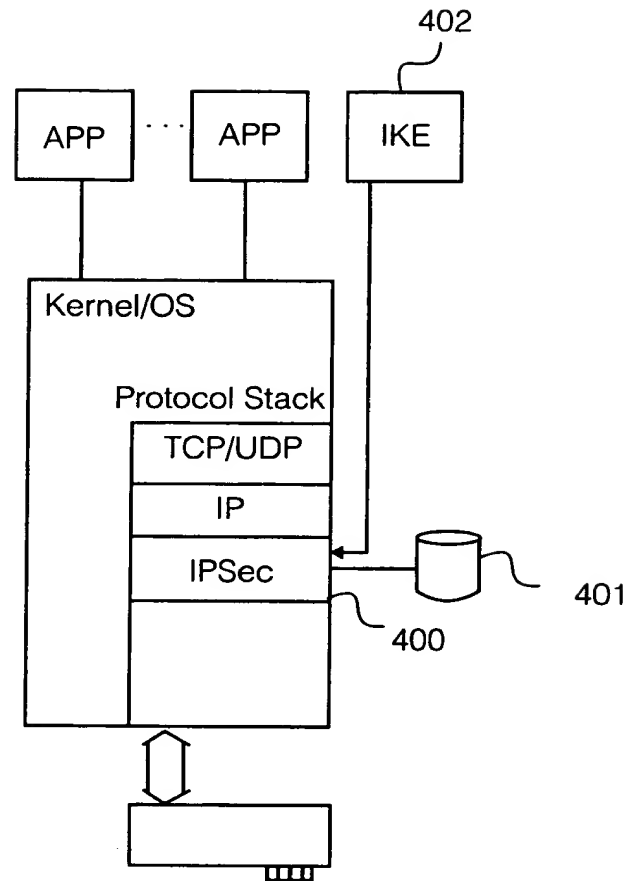 402
APP . . . APP IKE
Kernel/OS
Protocol Stack
TCP/UDP
IP
IPSec
401
400